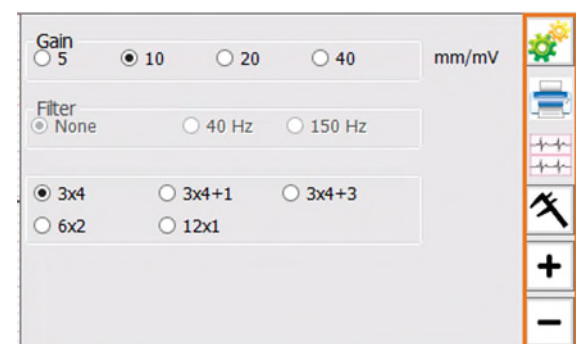 Gain
5 10 20 40 mm/mV
Filter
None 40 Hz 150 Hz
3x4 3x4+1 3x4+3
6x2 12x1
+
−